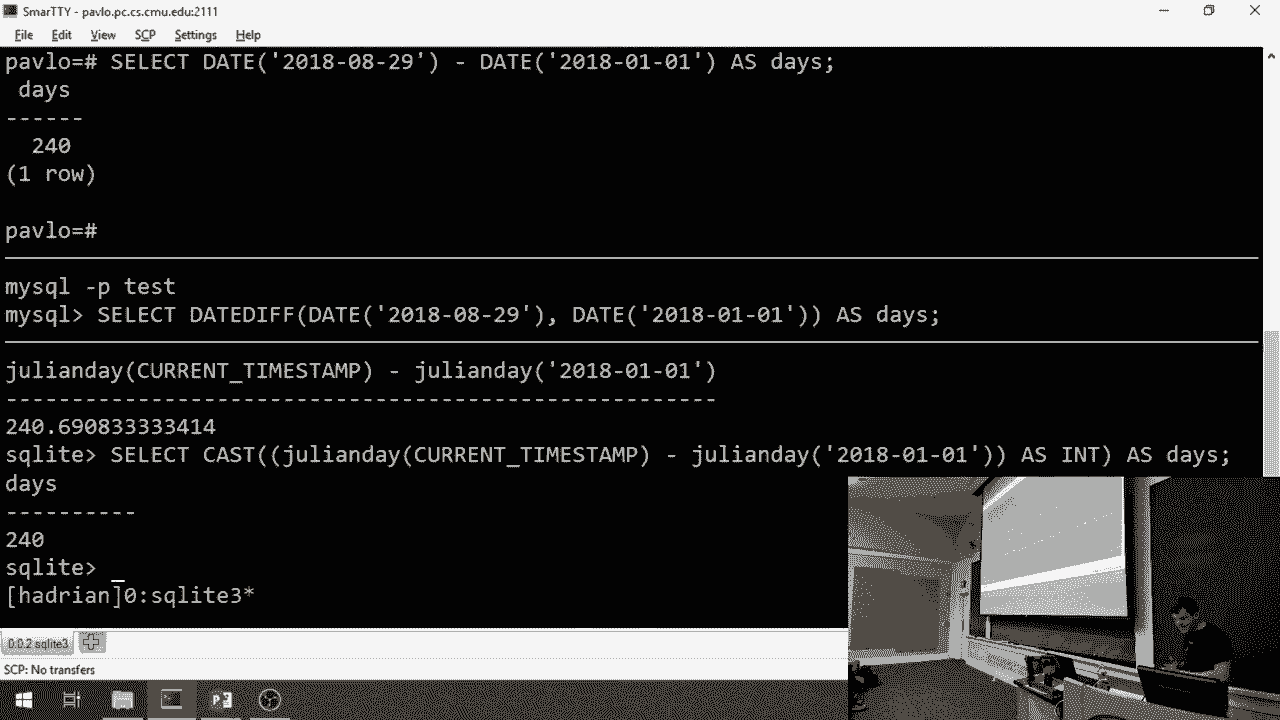 SmarTTY - pavlo.pc.cs.cmu.edu:2111
File Edit View SCP Settings Help
pavlo=# SELECT DATE('2018-08-29') - DATE('2018-01-01') AS days;
days
------
240
(1 row)
pavlo=#
mysql -p test
mysql> SELECT DATEDIFF(DATE('2018-08-29'), DATE('2018-01-01')) AS days;
julianday(CURRENT_TIMESTAMP) - julianday('2018-01-01')
------------------------------------------------------
240.690833333414
sqlite> SELECT CAST((julianday(CURRENT_TIMESTAMP) - julianday('2018-01-01')) AS INT) AS days;
days
----------
240
sqlite> _
[hadrian]0:sqlite3*
0:0:2 sqlite3
SCP: No transfers